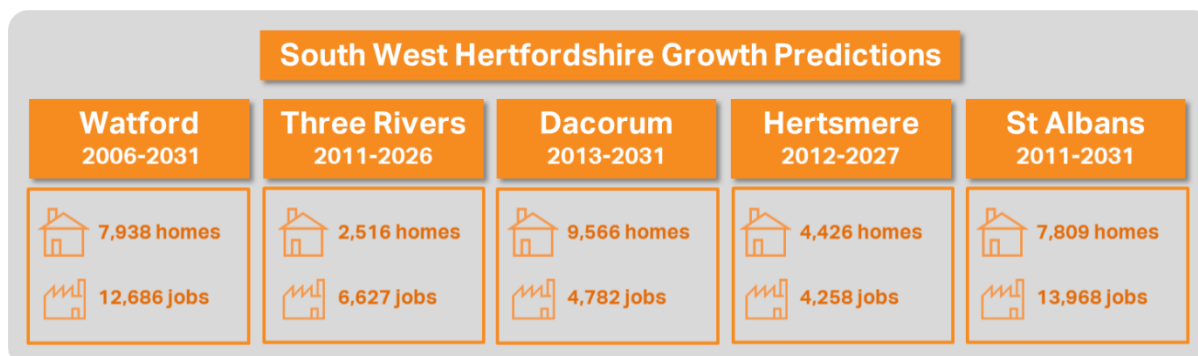 South West Hertfordshire Growth Predictions
Watford
2006-2031
7,938 homes
12,686 jobs
Three Rivers
2011-2026
2,516 homes
6,627 jobs
Dacorum
2013-2031
9,566 homes
4,782 jobs
Hertsmere
2012-2027
4,426 homes
4,258 jobs
St Albans
2011-2031
7,809 homes
13,968 jobs